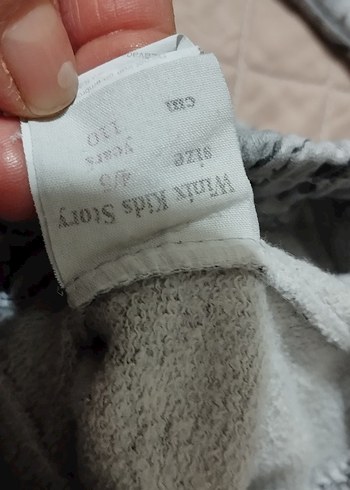 Winix Kids Story
size 4/5 years
cm 110